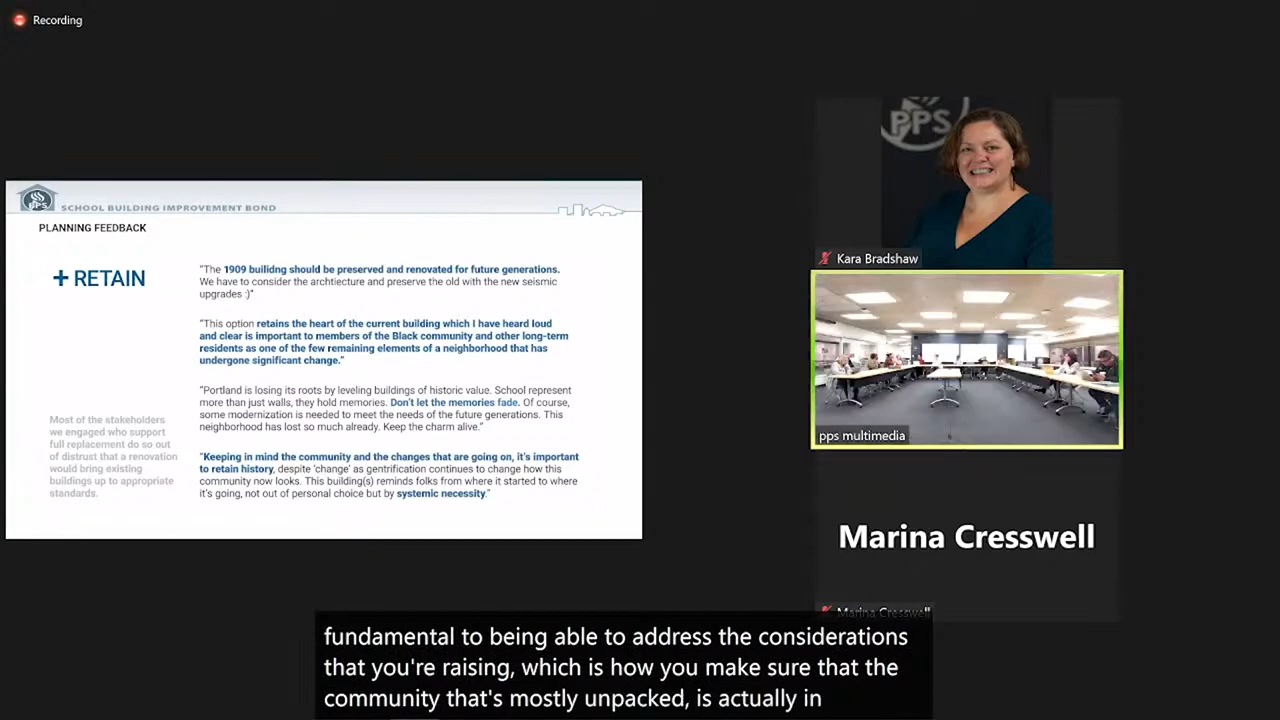 Recording
PPS
SCHOOL BUILDING IMPROVEMENT BOND
PLANNING FEEDBACK
+ RETAIN
"The 1909 builidng should be preserved and renovated for future generations.
We have to consider the archtiecture and preserve the old with the new seismic
upgrades :)"
"This option retains the heart of the current building which I have heard loud
and clear is important to members of the Black community and other long-term
residents as one of the few remaining elements of a neighborhood that has
undergone significant change."
"Portland is losing its roots by leveling buildings of historic value. School represent
more than just walls, they hold memories. Don't let the memories fade. Of course,
some modernization is needed to meet the needs of the future generations. This
neighborhood has lost so much already. Keep the charm alive."
"Keeping in mind the community and the changes that are going on, it's important
to retain history, despite 'change' as gentrification continues to change how this
community now looks. This building(s) reminds folks from where it started to where
it's going, not out of personal choice but by systemic necessity."
Most of the stakeholders
we engaged who support
full replacement do so out
of distrust that a renovation
would bring existing
buildings up to appropriate
standards.
PPS
Kara Bradshaw
pps multimedia
Marina Cresswell
Marina Cresswell
fundamental to being able to address the considerations
that you're raising, which is how you make sure that the
community that's mostly unpacked, is actually in